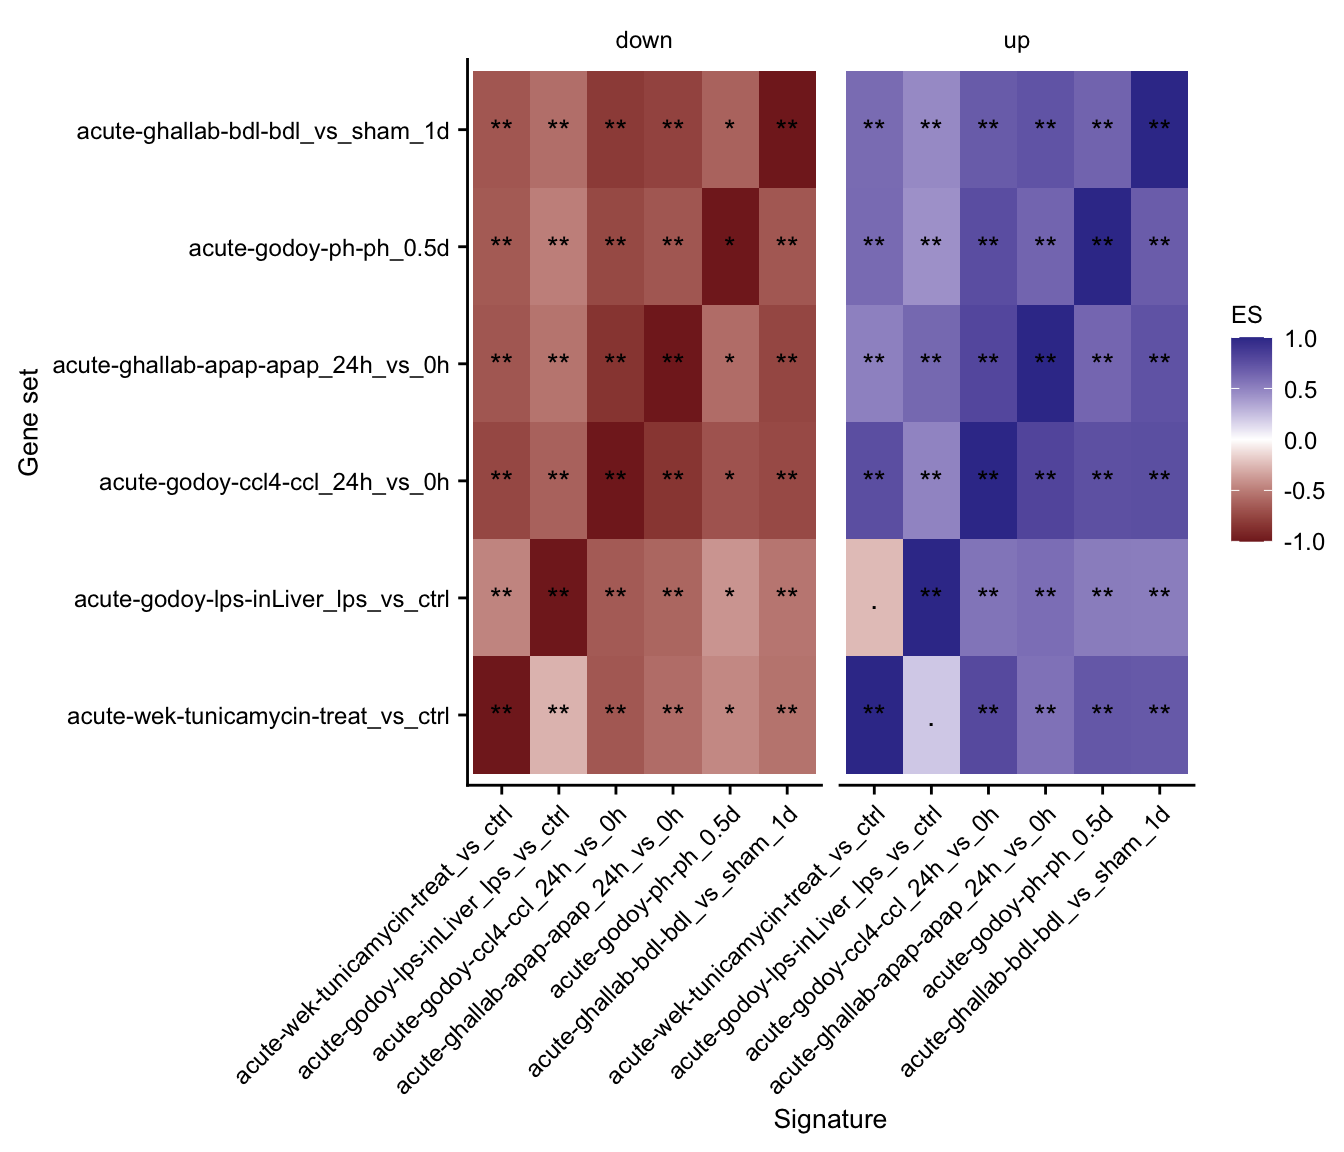 down up
acute-ghallab-bdl-bdl_vs_sham_1d ** ** ** ** * ** ** ** ** ** ** **
acute-godoy-ph-ph_0.5d ** ** ** ** * ** ** ** ** ** ** **
acute-ghallab-apap-apap_24h_vs_0h ** ** ** ** * ** ** ** ** ** ** **
acute-godoy-ccl4-ccl_24h_vs_0h ** ** ** ** * ** ** ** ** ** ** **
acute-godoy-lps-inLiver_lps_vs_ctrl ** ** ** ** * ** . ** ** ** ** **
acute-wek-tunicamycin-treat_vs_ctrl ** ** ** ** * ** ** . ** ** ** **
Gene set
acute-wek-tunicamycin-treat_vs_ctrl
acute-godoy-lps-inLiver_lps_vs_ctrl
acute-godoy-ccl4-ccl_24h_vs_0h
acute-ghallab-apap-apap_24h_vs_0h
acute-godoy-ph-ph_0.5d
acute-ghallab-bdl-bdl_vs_sham_1d
acute-wek-tunicamycin-treat_vs_ctrl
acute-godoy-lps-inLiver_lps_vs_ctrl
acute-godoy-ccl4-ccl_24h_vs_0h
acute-ghallab-apap-apap_24h_vs_0h
acute-godoy-ph-ph_0.5d
acute-ghallab-bdl-bdl_vs_sham_1d
Signature
ES
1.0
0.5
0.0
-0.5
-1.0